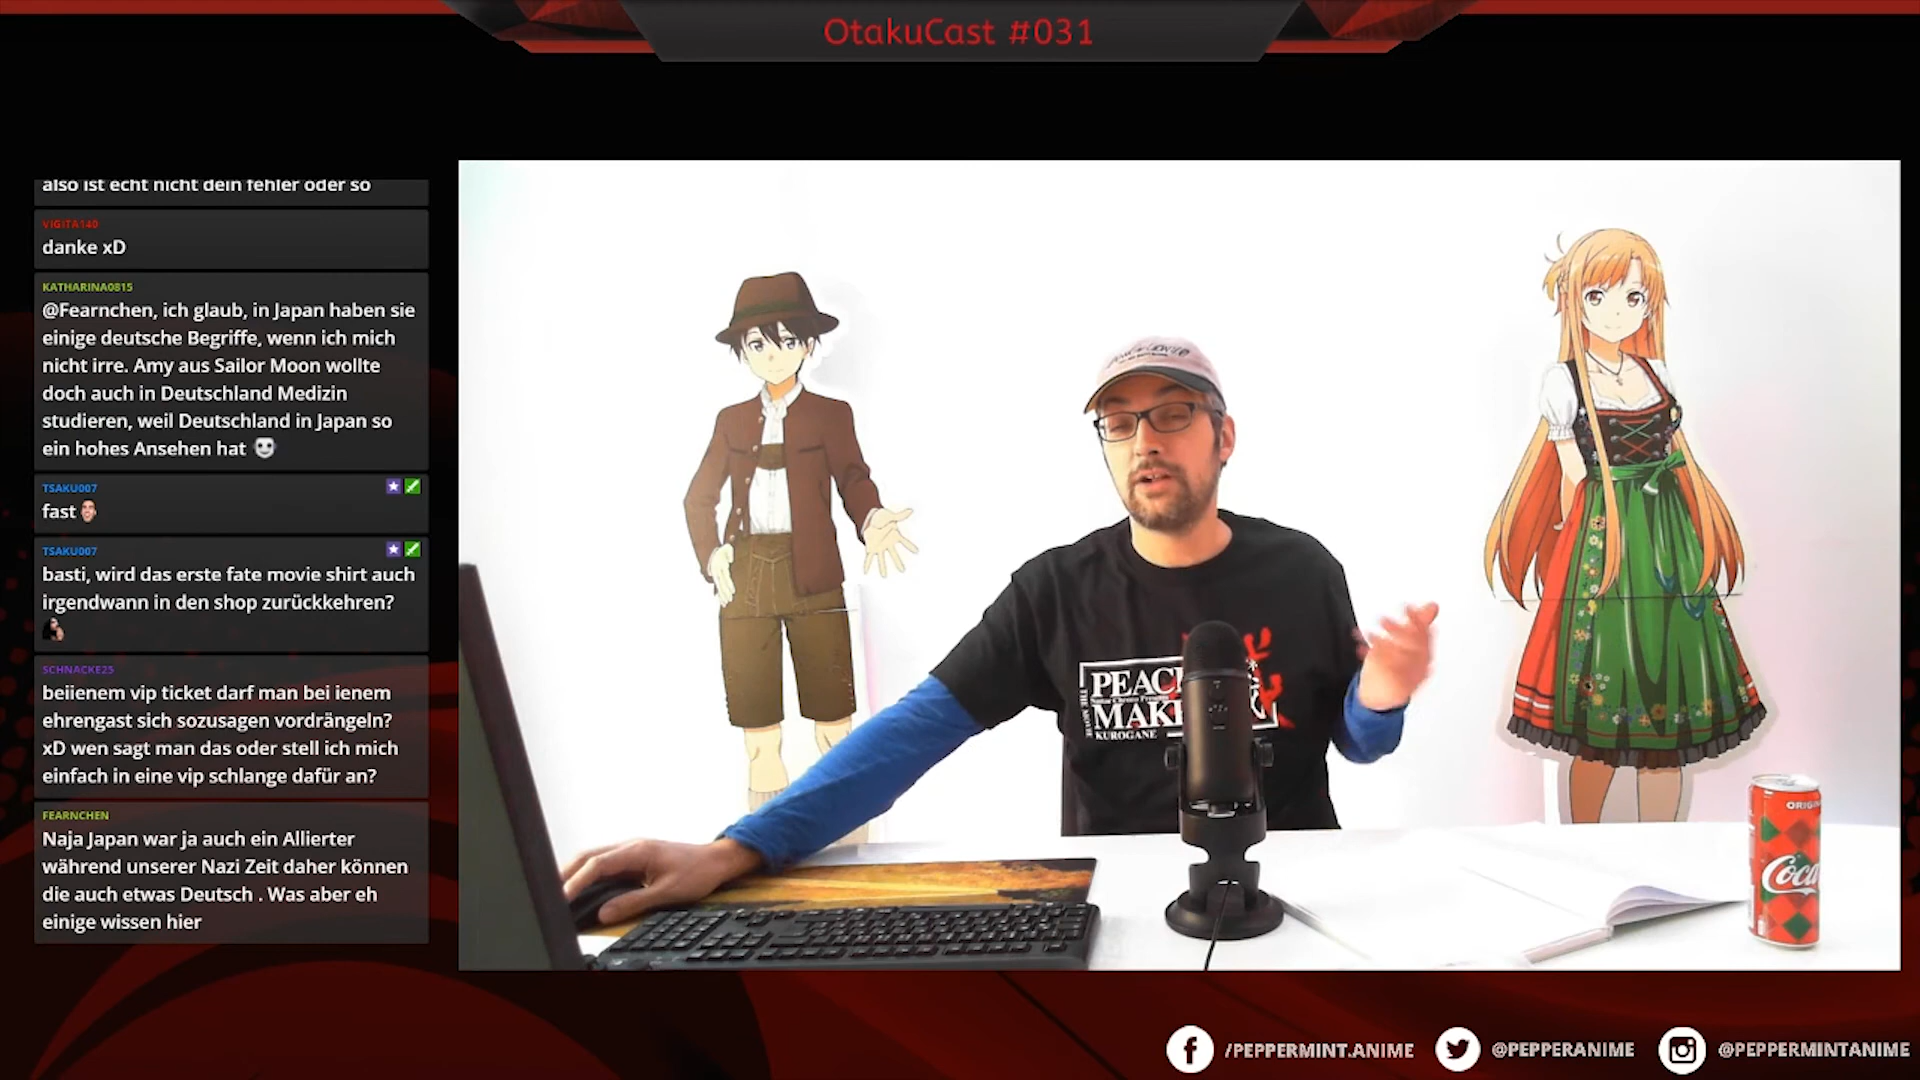 OtakuCast #031
also ist echt nicht dein fehler oder so
VIGITA140
danke xD
KATHARINA0815
@Fearnchen, ich glaub, in Japan haben sie
einige deutsche Begriffe, wenn ich mich
nicht irre. Amy aus Sailor Moon wollte
doch auch in Deutschland Medizin
studieren, weil Deutschland in Japan so
ein hohes Ansehen hat
TSAKU007
fast
TSAKU007
basti, wird das erste fate movie shirt auch
irgendwann in den shop zurückkehren?
SCHNACKE25
beiienem vip ticket darf man bei ienem
ehrengast sich sozusagen vordrängeln?
xD wen sagt man das oder stell ich mich
einfach in eine vip schlange dafür an?
FEARNCHEN
Naja Japan war ja auch ein Allierter
während unserer Nazi Zeit daher können
die auch etwas Deutsch . Was aber eh
einige wissen hier
PEAC
MAK
KUROGANE
THE MOVIE
ORIGI
Coca
/PEPPERMINT.ANIME
@PEPPERANIME
@PEPPERMINTANIME